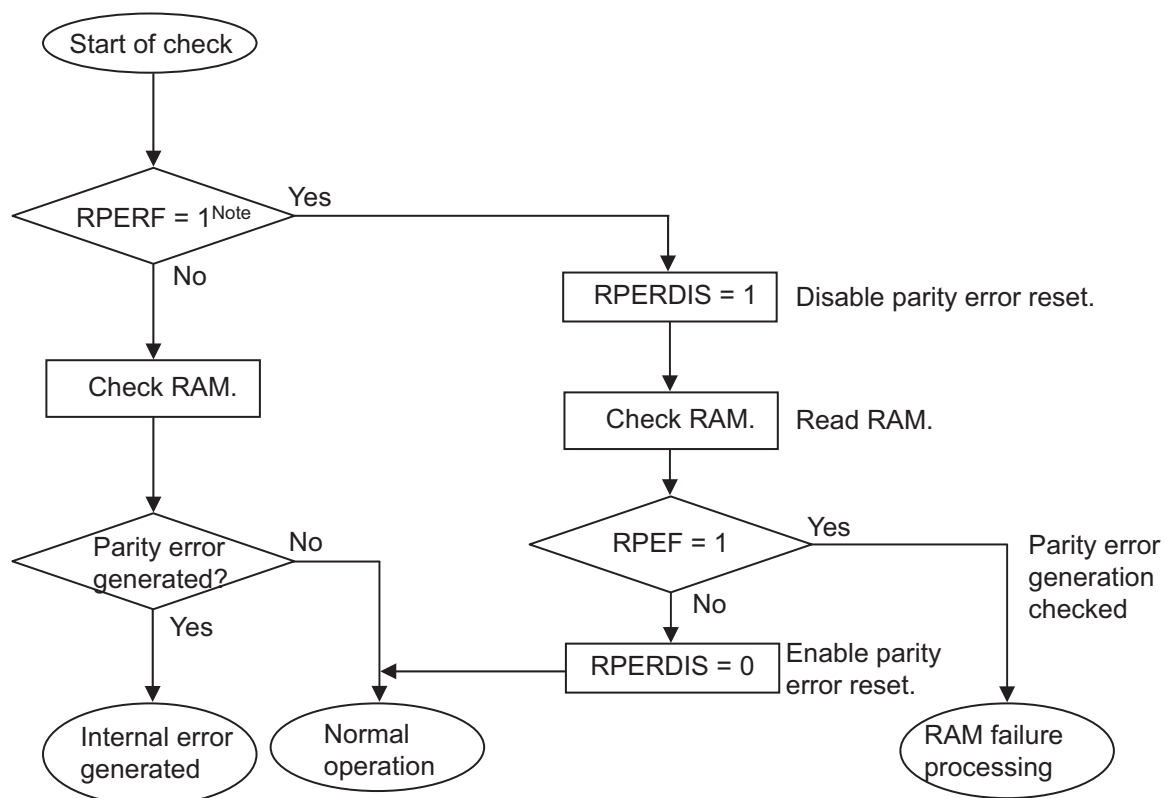 Start of check
RPERF = 1Note
Yes
No
RPERDIS = 1
Disable parity error reset.
Check RAM.
Check RAM.
Read RAM.
Parity error
generated?
No
Yes
RPEF = 1
Yes
No
Parity error
generation
checked
RPERDIS = 0
Enable parity
error reset.
Internal error
generated
Normal
operation
RAM failure
processing